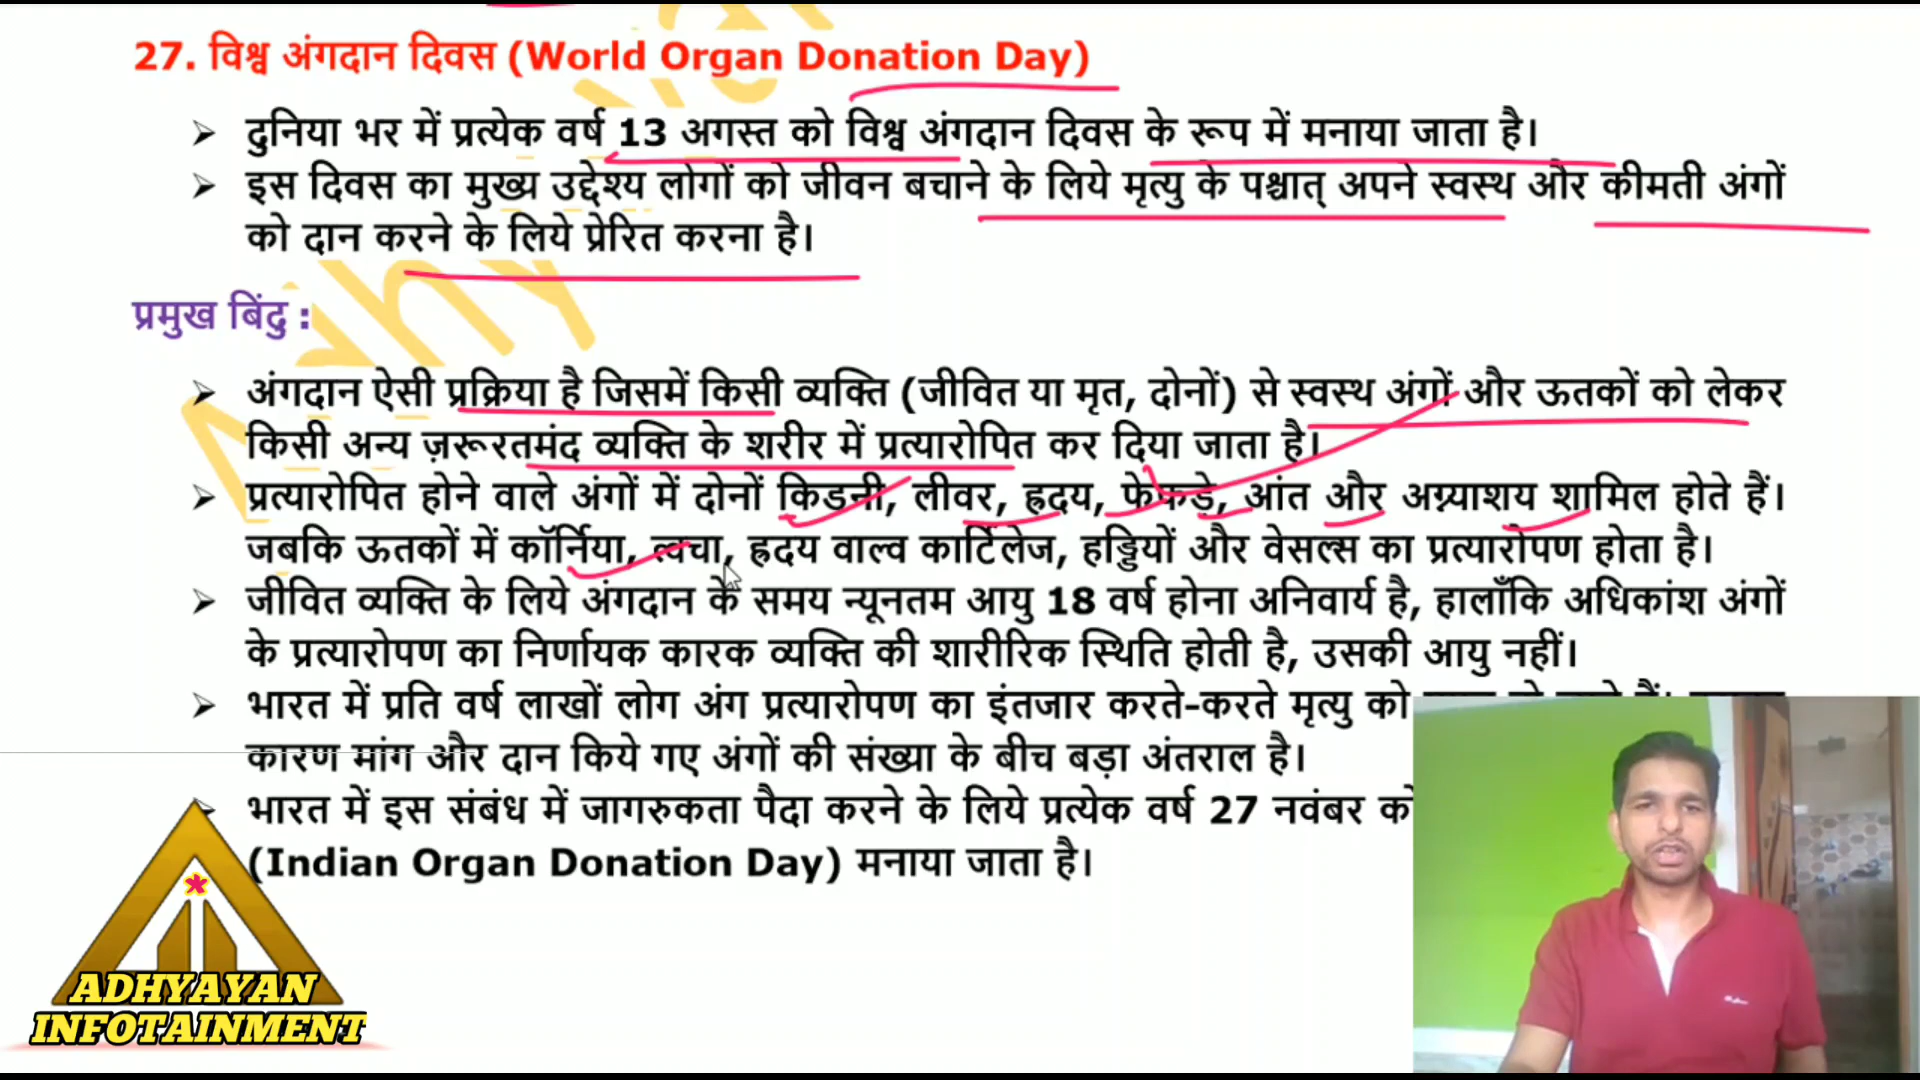 27. विश्व अंगदान दिवस (World Organ Donation Day)
➢ दुनिया भर में प्रत्येक वर्ष 13 अगस्त को विश्व अंगदान दिवस के रूप में मनाया जाता है।
➢ इस दिवस का मुख्य उद्देश्य लोगों को जीवन बचाने के लिये मृत्यु के पश्चात् अपने स्वस्थ और कीमती अंगों
को दान करने के लिये प्रेरित करना है।
प्रमुख बिंदु :
➢ अंगदान ऐसी प्रक्रिया है जिसमें किसी व्यक्ति (जीवित या मृत, दोनों) से स्वस्थ अंगों और ऊतकों को लेकर
किसी अन्य ज़रूरतमंद व्यक्ति के शरीर में प्रत्यारोपित कर दिया जाता है।
➢ प्रत्यारोपित होने वाले अंगों में दोनों किडनी, लीवर, ह्रदय, फेफड़े, आंत और अग्न्याशय शामिल होते हैं।
जबकि ऊतकों में कॉर्निया, त्वचा, ह्रदय वाल्व कार्टिलेज, हड्डियों और वेसल्स का प्रत्यारोपण होता है।
➢ जीवित व्यक्ति के लिये अंगदान के समय न्यूनतम आयु 18 वर्ष होना अनिवार्य है, हालाँकि अधिकांश अंगों
के प्रत्यारोपण का निर्णायक कारक व्यक्ति की शारीरिक स्थिति होती है, उसकी आयु नहीं।
➢ भारत में प्रति वर्ष लाखों लोग अंग प्रत्यारोपण का इंतजार करते-करते मृत्यु को
कारण मांग और दान किये गए अंगों की संख्या के बीच बड़ा अंतराल है।
➢ भारत में इस संबंध में जागरुकता पैदा करने के लिये प्रत्येक वर्ष 27 नवंबर को
(Indian Organ Donation Day) मनाया जाता है।
ADHYAYAN
INFOTAINMENT